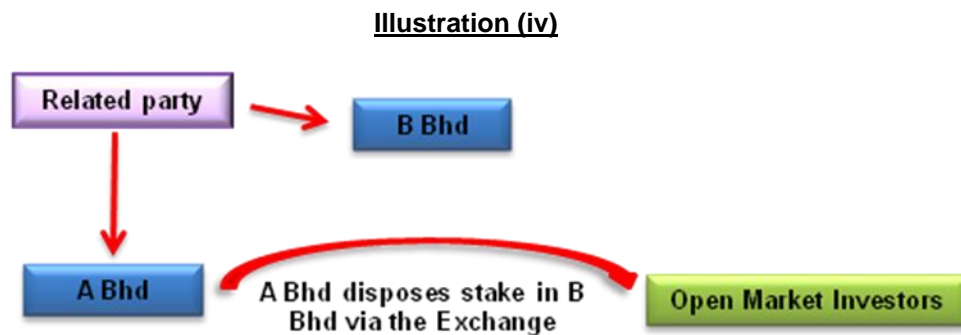 Illustration (iv)
Related party
B Bhd
A Bhd
A Bhd disposes stake in B
Bhd via the Exchange
Open Market Investors